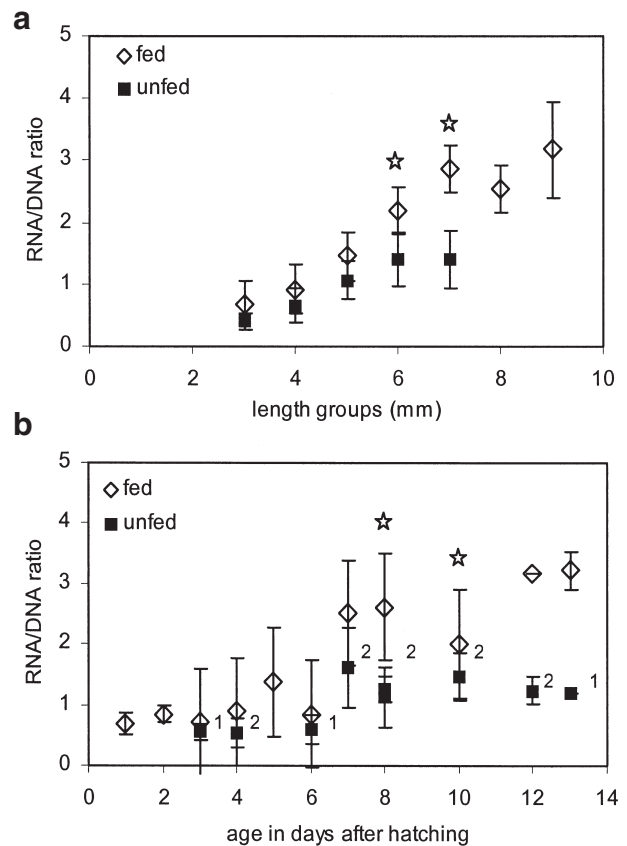 a
5
4
3
2
1
0
RNA/DNA ratio
fed
unfed
0 2 4 6 8 10
length groups (mm)
b
5
4
3
2
1
0
RNA/DNA ratio
fed
unfed
2 2 2
1 2 1 2 1
0 2 4 6 8 10 12 14
age in days after hatching